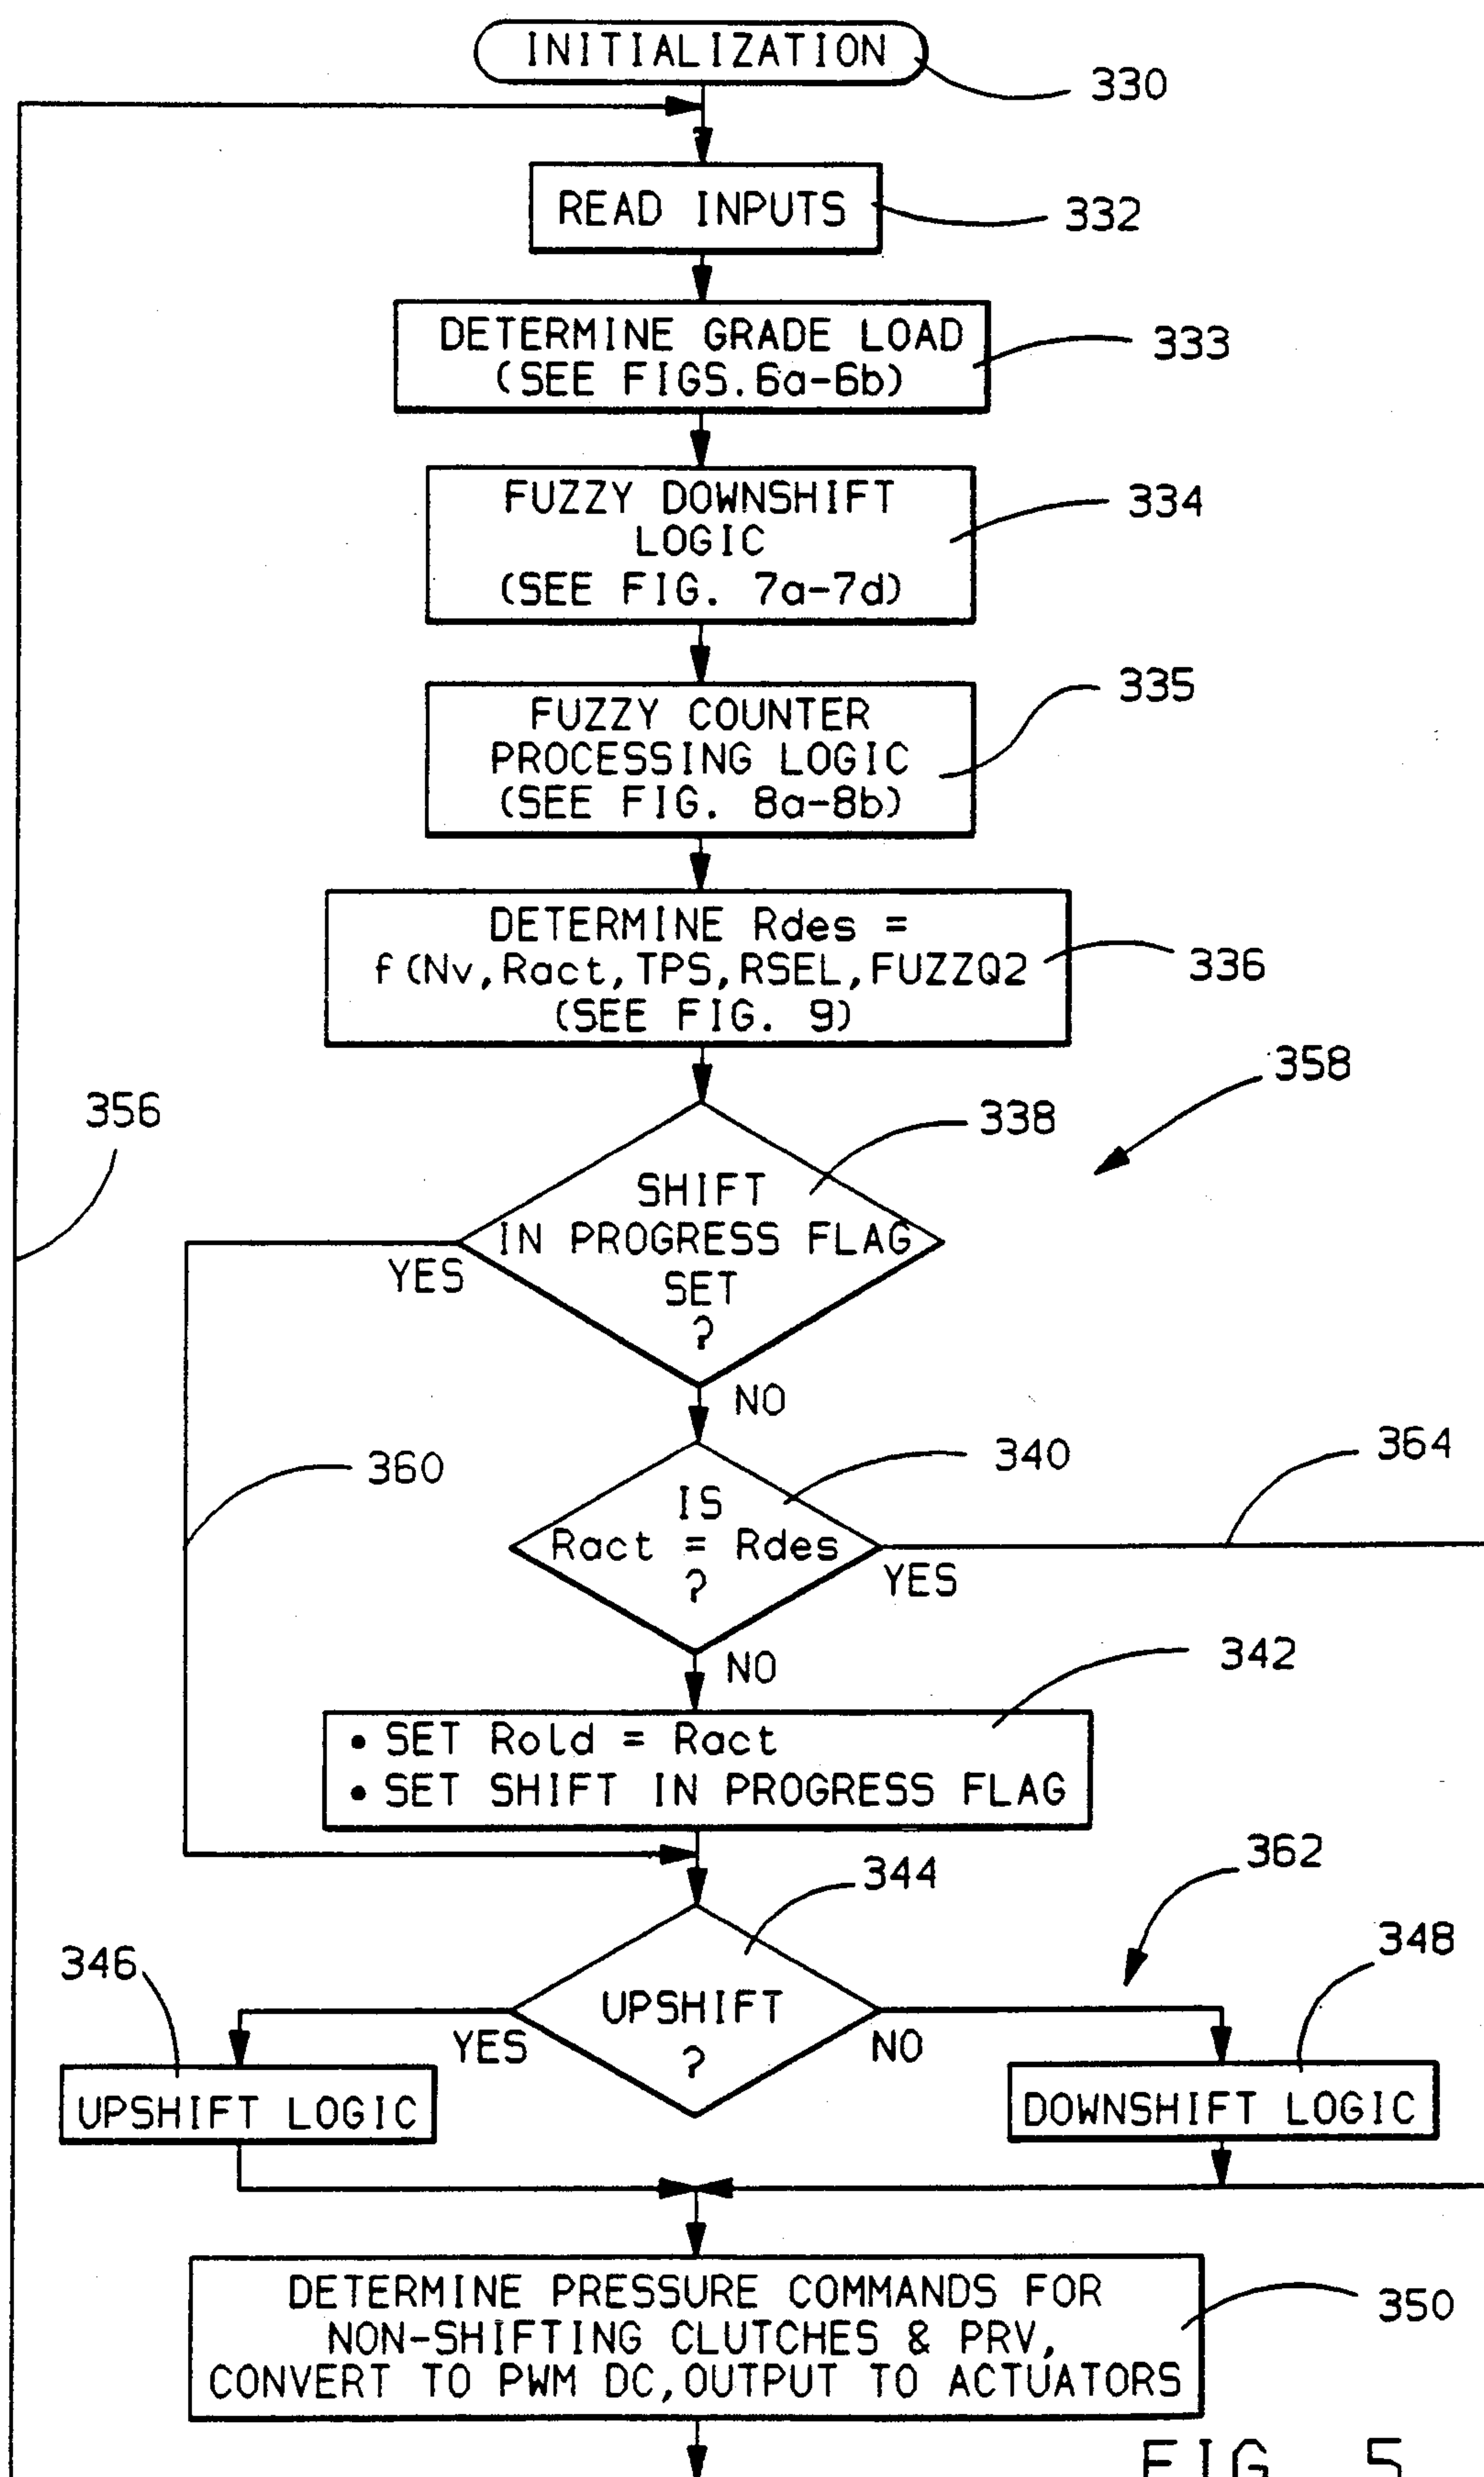 INITIALIZATION
330
READ INPUTS
332
DETERMINE GRADE LOAD
(SEE FIGS.6a-6b)
333
FUZZY DOWNSHIFT
LOGIC
(SEE FIG. 7a-7d)
334
FUZZY COUNTER
PROCESSING LOGIC
(SEE FIG. 8a-8b)
335
DETERMINE Rdes =
f(Nv,Ract,TPS,RSEL,FUZZQ2
(SEE FIG. 9)
336
358
356
338
SHIFT
IN PROGRESS FLAG
SET
?
YES
NO
360
340
364
IS
Ract = Rdes
?
YES
NO
342
• SET Rold = Ract
• SET SHIFT IN PROGRESS FLAG
344
362
346
348
UPSHIFT
?
YES
NO
UPSHIFT LOGIC
DOWNSHIFT LOGIC
DETERMINE PRESSURE COMMANDS FOR
NON-SHIFTING CLUTCHES & PRV,
CONVERT TO PWM DC,OUTPUT TO ACTUATORS
350
FIG. 5